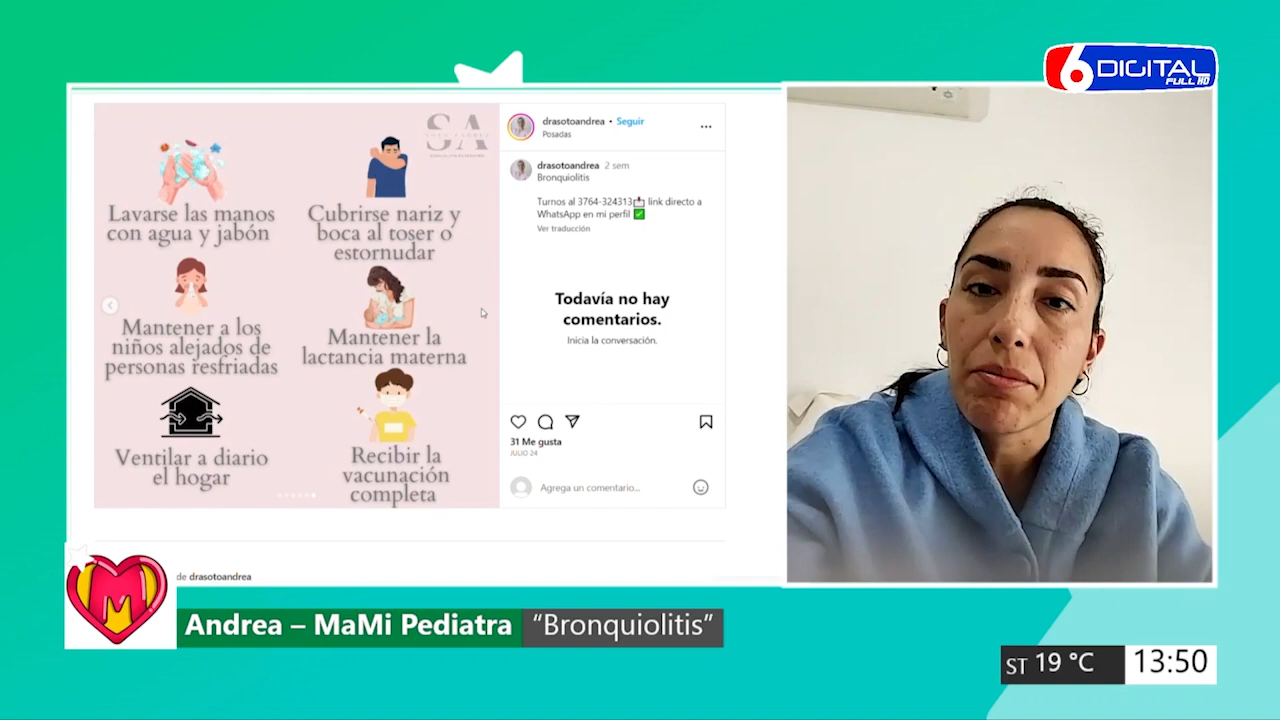 6 DIGITAL
FULL HD
SA
Lavarse las manos
con agua y jabón
Cubrirse nariz y
boca al toser o
estornudar
Mantener a los
niños alejados de
personas resfriadas
Mantener la
lactancia materna
Ventilar a diario
el hogar
Recibir la
vacunación
completa
drasotoandrea • Seguir
Posadas
drasotoandrea 2 sem
Bronquiolitis
Turnos al 3764-324313 📩 link directo a
WhatsApp en mi perfil ✅
Ver traducción
Todavía no hay
comentarios.
Inicia la conversación.
31 Me gusta
JULIO 24
Agrega un comentario...
de drasotoandrea
M
Andrea – MaMi Pediatra “Bronquiolitis”
ST 19 °C 13:50